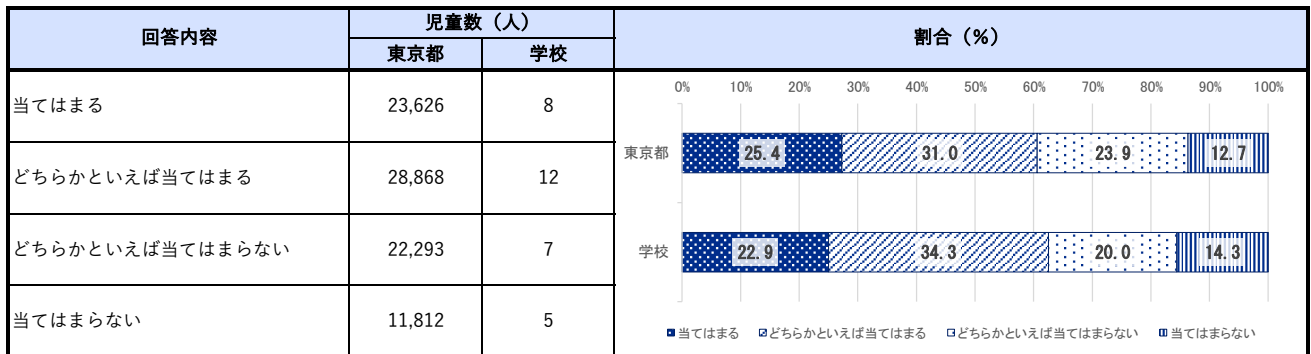 回答内容 児童数（人） 割合（%）
東京都 学校
当てはまる 23,626 8
どちらかといえば当てはまる 28,868 12
どちらかといえば当てはまらない 22,293 7
当てはまらない 11,812 5
0% 10% 20% 30% 40% 50% 60% 70% 80% 90% 100%
東京都 25.4 31.0 23.9 12.7
学校 22.9 34.3 20.0 14.3
当てはまる どちらかといえば当てはまる どちらかといえば当てはまらない 当てはまらない